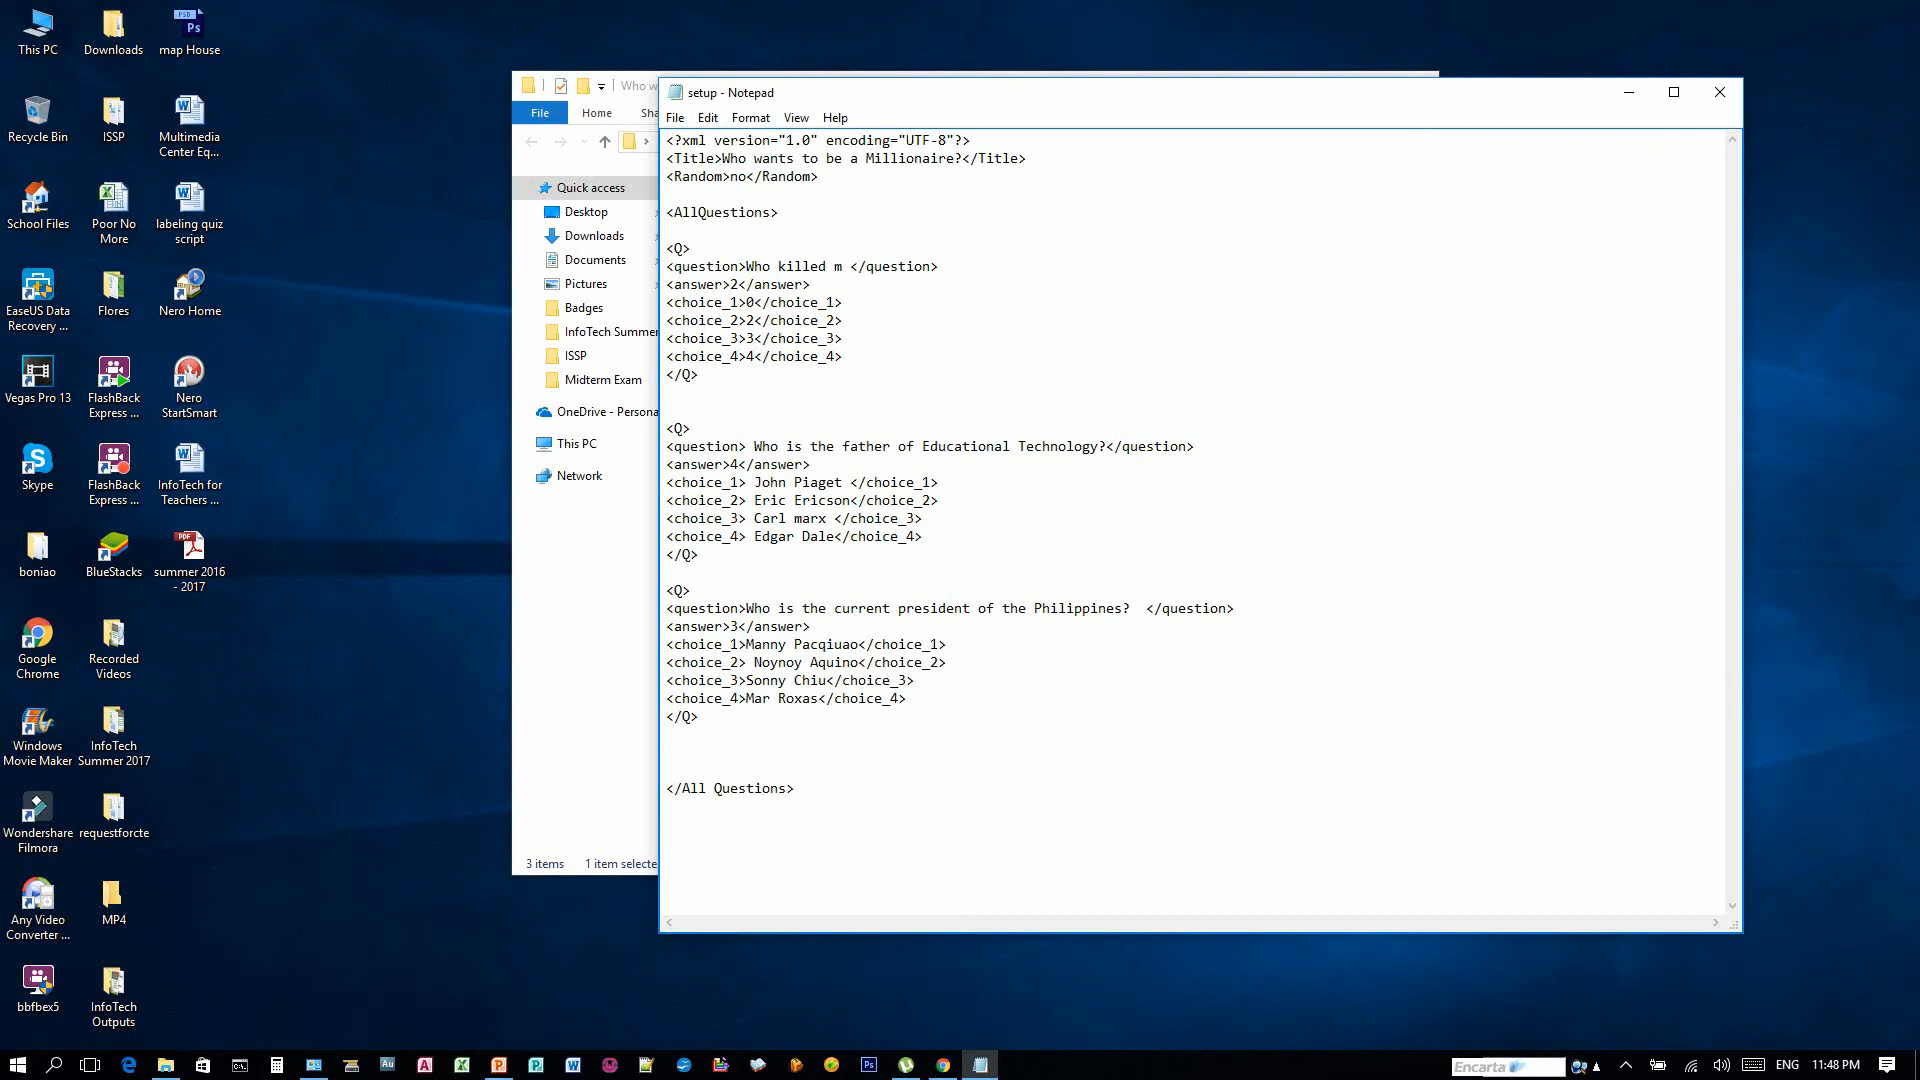 This PC
Downloads
map House
Recycle Bin
ISSP
Multimedia
Center Eq...
School Files
Poor No
More
labeling quiz
script
EaseUS Data
Recovery ...
Flores
Nero Home
Vegas Pro 13
FlashBack
Express ...
Nero
StartSmart
Skype
FlashBack
Express ...
InfoTech for
Teachers ...
boniao
BlueStacks
summer 2016
- 2017
Google
Chrome
Recorded
Videos
Windows
Movie Maker
InfoTech
Summer 2017
Wondershare
Filmora
requestforcte
Any Video
Converter ...
MP4
bbfbex5
InfoTech
Outputs
Who w
File Home Sha
Quick access
Desktop
Downloads
Documents
Pictures
Badges
InfoTech Summer
ISSP
Midterm Exam
OneDrive - Persona
This PC
Network
3 items 1 item selecte
setup - Notepad
File Edit Format View Help
<?xml version="1.0" encoding="UTF-8"?>
<Title>Who wants to be a Millionaire?</Title>
<Random>no</Random>
<AllQuestions>
<Q>
<question>Who killed m </question>
<answer>2</answer>
<choice_1>0</choice_1>
<choice_2>2</choice_2>
<choice_3>3</choice_3>
<choice_4>4</choice_4>
</Q>
<Q>
<question> Who is the father of Educational Technology?</question>
<answer>4</answer>
<choice_1> John Piaget </choice_1>
<choice_2> Eric Ericson</choice_2>
<choice_3> Carl marx </choice_3>
<choice_4> Edgar Dale</choice_4>
</Q>
<Q>
<question>Who is the current president of the Philippines?  </question>
<answer>3</answer>
<choice_1>Manny Pacqiuao</choice_1>
<choice_2> Noynoy Aquino</choice_2>
<choice_3>Sonny Chiu</choice_3>
<choice_4>Mar Roxas</choice_4>
</Q>
</All Questions>
Encarta
ENG 11:48 PM